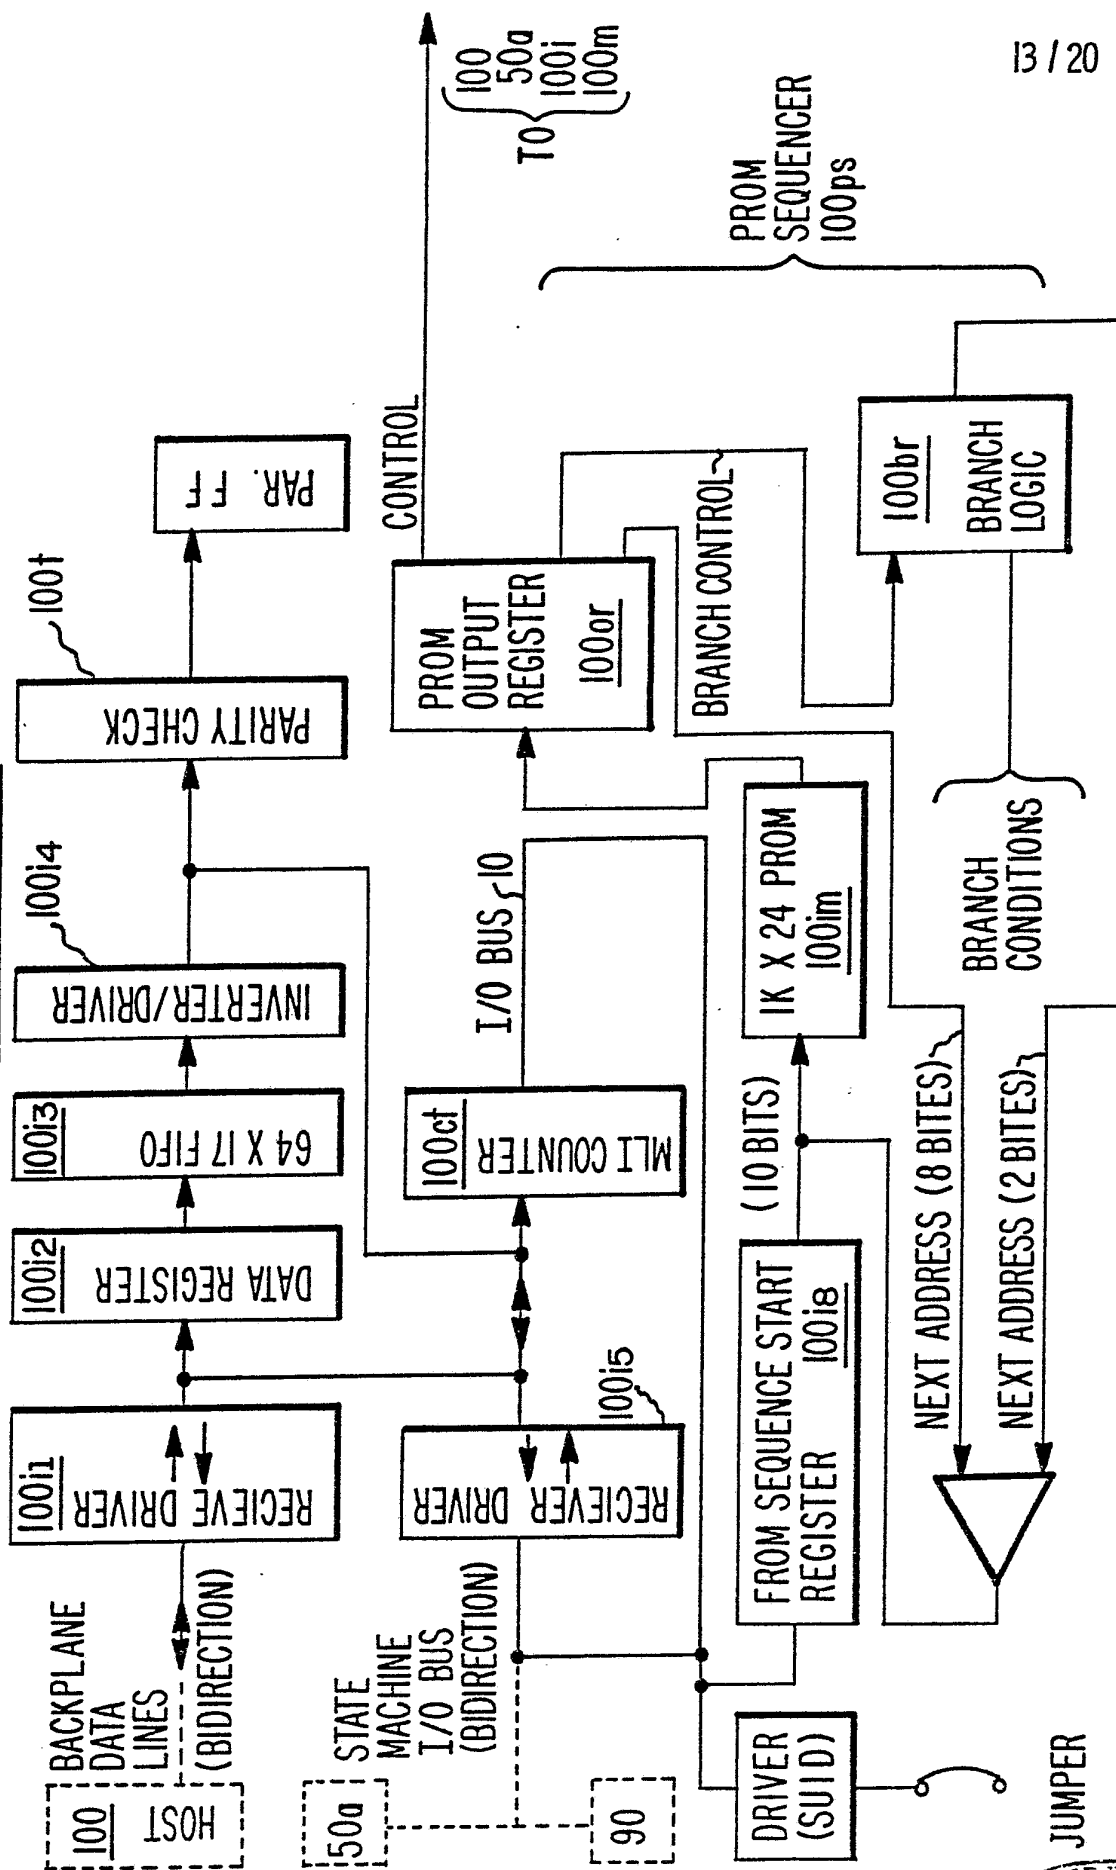 13/20
100
HOST
BACKPLANE
DATA
LINES
(BIDIRECTION)
100i1
RECIEVE DRIVER
100i2
DATA REGISTER
100i3
64 X 17 FIFO
100i4
INVERTER/DRIVER
100t
PARITY CHECK
PAR. FF
50a
90
STATE
MACHINE
I/O BUS
(BIDIRECTION)
RECIEVER DRIVER
100i5
100ct
MLI COUNTER
I/O BUS 10
PROM
OUTPUT
REGISTER
100or
CONTROL
TO
100
50a
100i
100m
DRIVER
(SUID)
JUMPER
FROM SEQUENCE START
REGISTER 100i8
(10 BITS)
1K X 24 PROM
100im
BRANCH CONTROL
PROM
SEQUENCER
100ps
NEXT ADDRESS (8 BITES)
NEXT ADDRESS (2 BITES)
BRANCH
CONDITIONS
100br
BRANCH
LOGIC